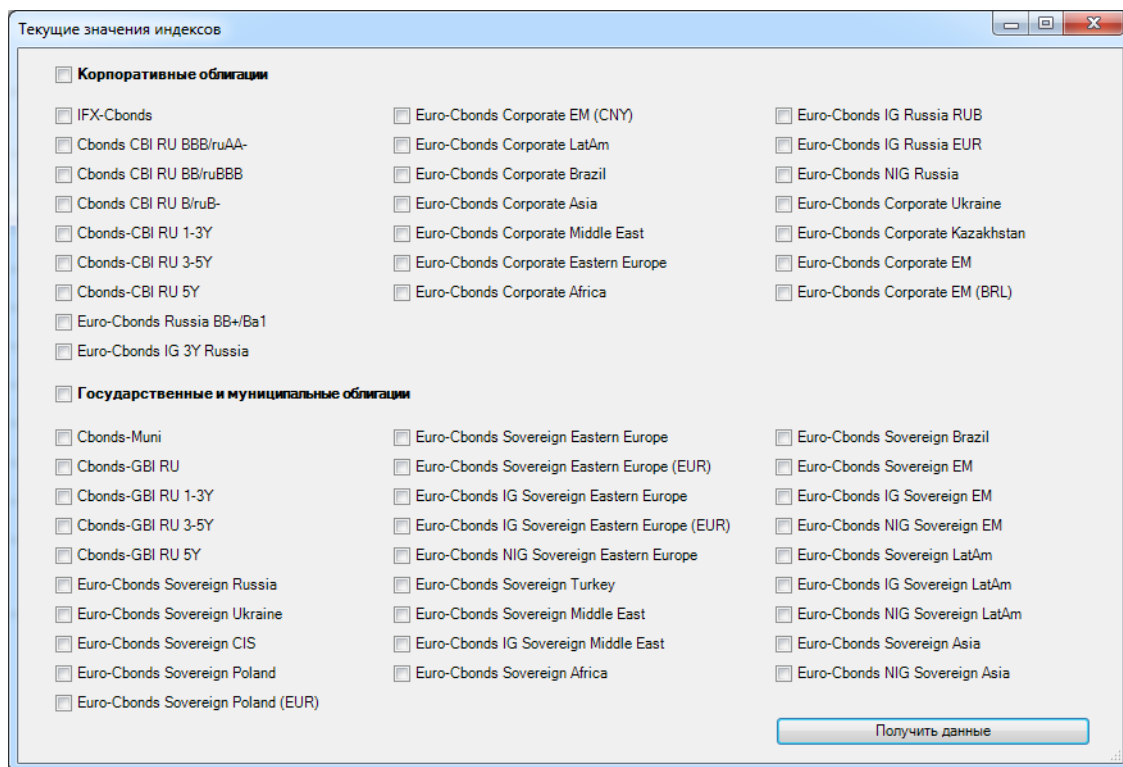 Текущие значения индексов
Корпоративные облигации
IFX-Cbonds
Cbonds CBI RU BBB/ruAA-
Cbonds CBI RU BB/ruBBB
Cbonds CBI RU B/ruB-
Cbonds-CBI RU 1-3Y
Cbonds-CBI RU 3-5Y
Cbonds-CBI RU 5Y
Euro-Cbonds Russia BB+/Ba1
Euro-Cbonds IG 3Y Russia
Euro-Cbonds Corporate EM (CNY)
Euro-Cbonds Corporate LatAm
Euro-Cbonds Corporate Brazil
Euro-Cbonds Corporate Asia
Euro-Cbonds Corporate Middle East
Euro-Cbonds Corporate Eastern Europe
Euro-Cbonds Corporate Africa
Euro-Cbonds IG Russia RUB
Euro-Cbonds IG Russia EUR
Euro-Cbonds NIG Russia
Euro-Cbonds Corporate Ukraine
Euro-Cbonds Corporate Kazakhstan
Euro-Cbonds Corporate EM
Euro-Cbonds Corporate EM (BRL)
Государственные и муниципальные облигации
Cbonds-Muni
Cbonds-GBI RU
Cbonds-GBI RU 1-3Y
Cbonds-GBI RU 3-5Y
Cbonds-GBI RU 5Y
Euro-Cbonds Sovereign Russia
Euro-Cbonds Sovereign Ukraine
Euro-Cbonds Sovereign CIS
Euro-Cbonds Sovereign Poland
Euro-Cbonds Sovereign Poland (EUR)
Euro-Cbonds Sovereign Eastern Europe
Euro-Cbonds Sovereign Eastern Europe (EUR)
Euro-Cbonds IG Sovereign Eastern Europe
Euro-Cbonds IG Sovereign Eastern Europe (EUR)
Euro-Cbonds NIG Sovereign Eastern Europe
Euro-Cbonds Sovereign Turkey
Euro-Cbonds Sovereign Middle East
Euro-Cbonds IG Sovereign Middle East
Euro-Cbonds Sovereign Africa
Euro-Cbonds Sovereign Brazil
Euro-Cbonds Sovereign EM
Euro-Cbonds IG Sovereign EM
Euro-Cbonds NIG Sovereign EM
Euro-Cbonds Sovereign LatAm
Euro-Cbonds IG Sovereign LatAm
Euro-Cbonds NIG Sovereign LatAm
Euro-Cbonds Sovereign Asia
Euro-Cbonds NIG Sovereign Asia
Получить данные